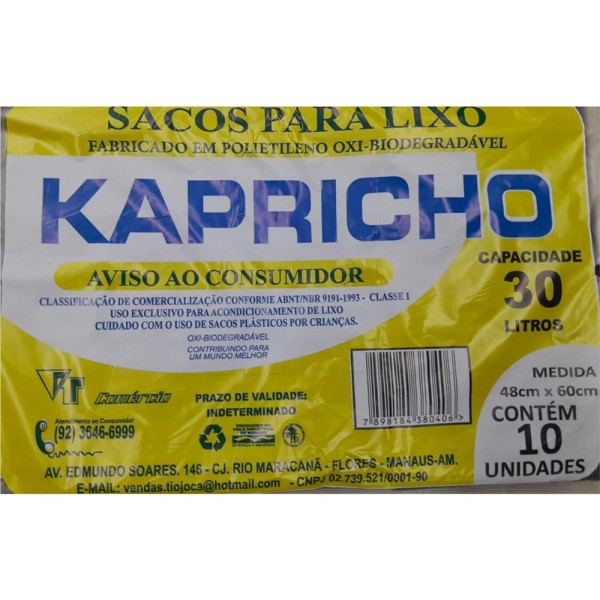 SACOS PARA LIXO
FABRICADO EM POLIETILENO OXI-BIODEGRADÁVEL
KAPRICHO
AVISO AO CONSUMIDOR
CLASSIFICAÇÃO DE COMERCIALIZAÇÃO CONFORME ABNT/NBR 9191-1993 - CLASSE 1
USO EXCLUSIVO PARA ACONDICIONAMENTO DE LIXO
CUIDADO COM O USO DE SACOS PLÁSTICOS POR CRIANÇAS.
OXI-BIODEGRADÁVEL
CONTRIBUINDO PARA
UM MUNDO MELHOR
CAPACIDADE
30
LITROS
MEDIDA
48cm x 60cm
CONTÉM
10
UNIDADES
Comércio
Atendimento ao Consumidor
(92) 3646-6999
PRAZO DE VALIDADE:
INDETERMINADO
7 898184 380406
AV. EDMUNDO SOARES. 146 - CJ. RIO MARACANÃ - FLORES - MANAUS-AM.
E-MAIL: vendas.tiojoca@hotmail.com - CNPJ 02.739.521/0001-90